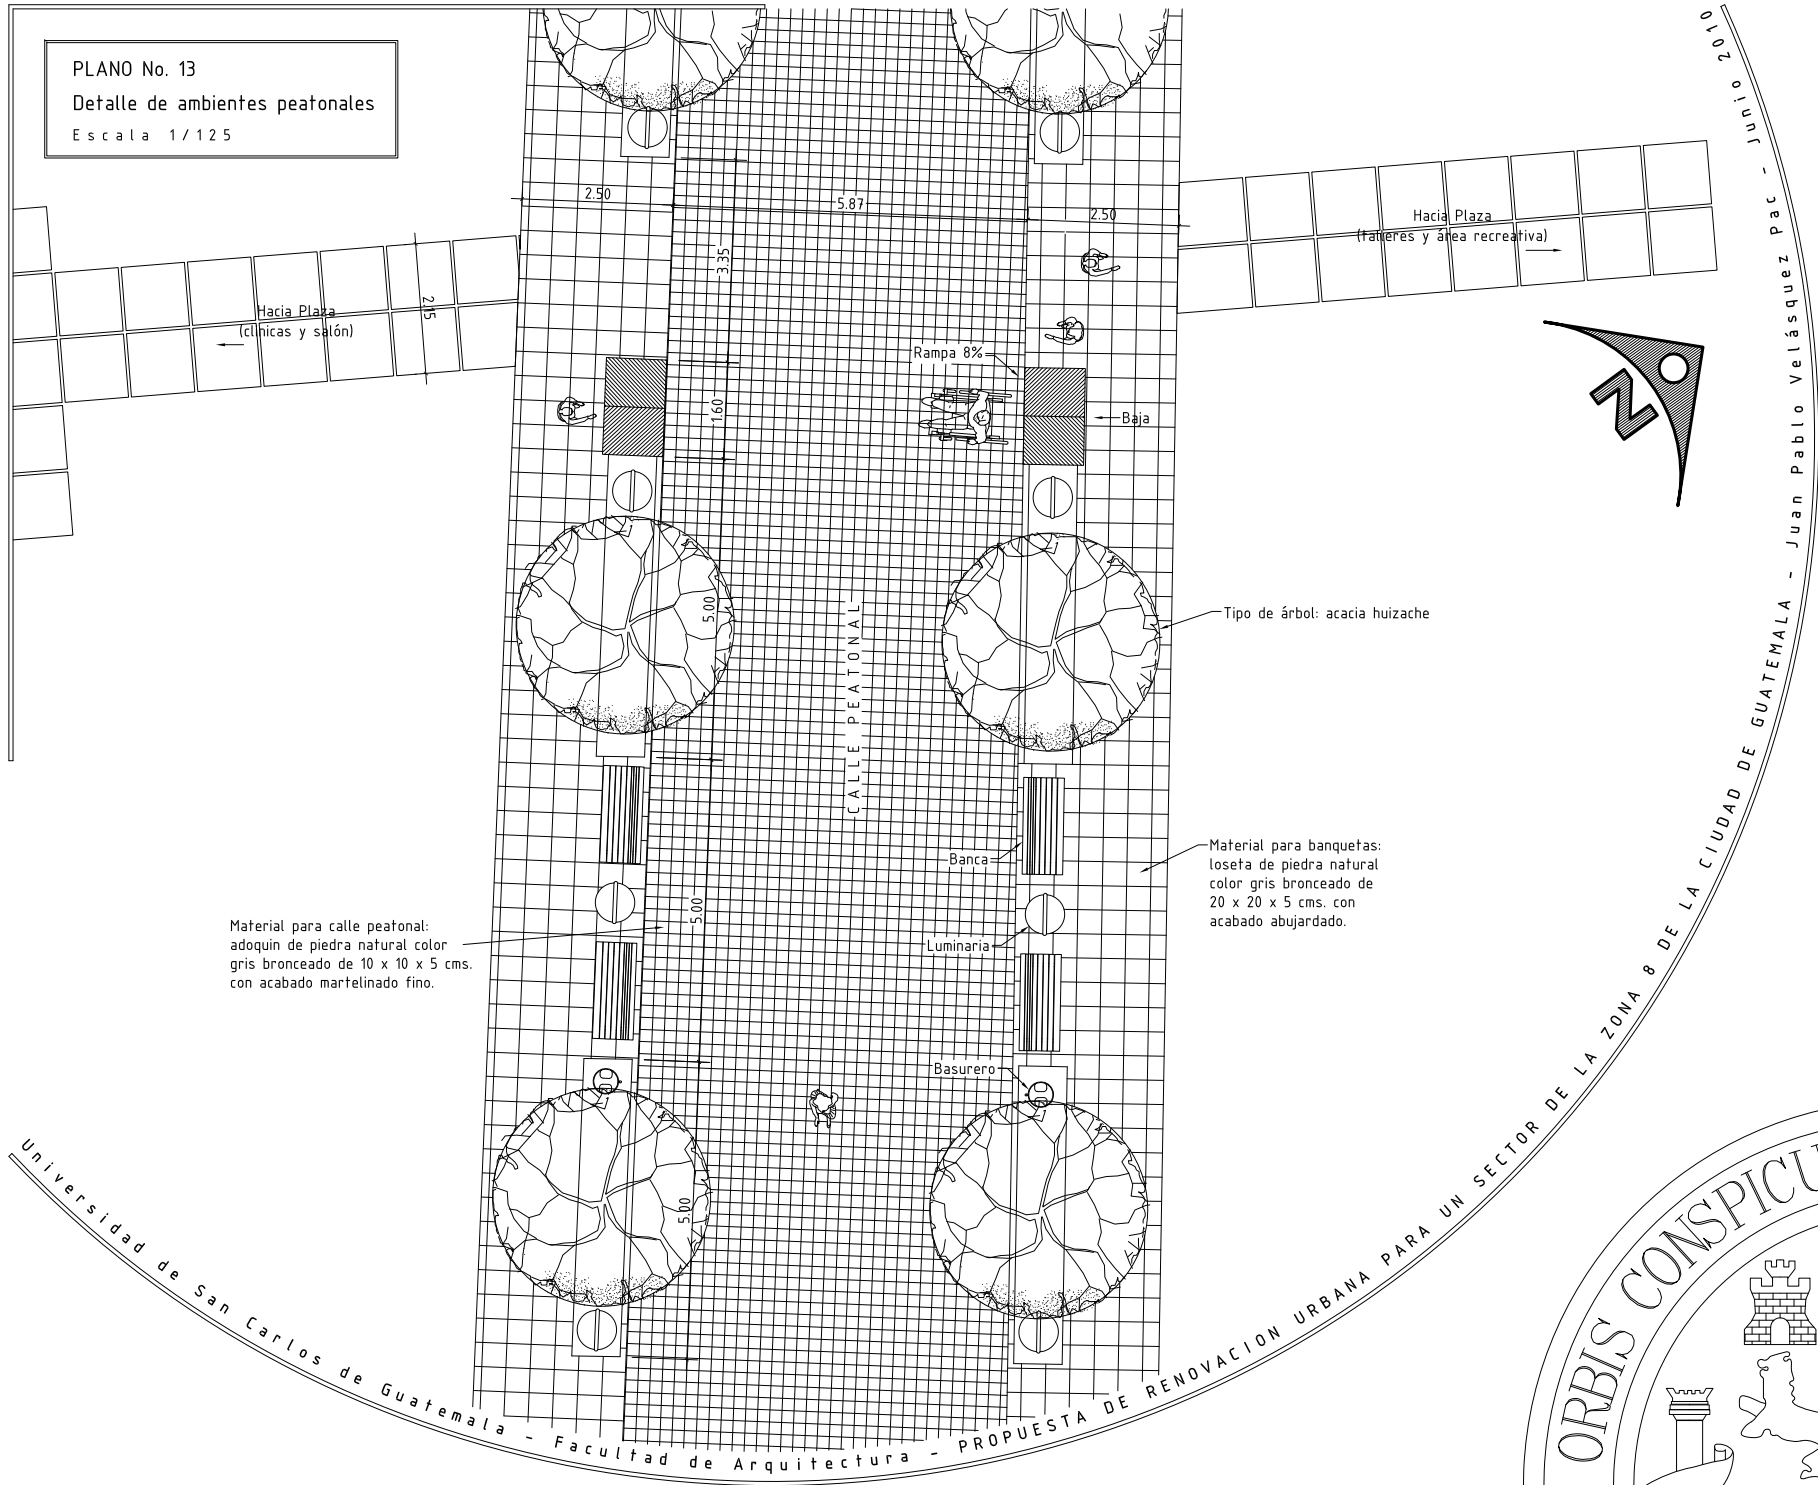 PLANO No. 13
Detalle de ambientes peatonales
Escala 1/125
2.50
5.87
2.50
3.35
Hacia Plaza
(talleres y área recreativa)
2.15
Hacia Plaza
(clínicas y salón)
Rampa 8%
1.60
Baja
N
5.00
CALLE PEATONAL
Tipo de árbol: acacia huizache
Banca
Material para banquetas:
loseta de piedra natural
color gris bronceado de
20 x 20 x 5 cms. con
acabado abujardado.
5.00
Material para calle peatonal:
adoquin de piedra natural color
gris bronceado de 10 x 10 x 5 cms.
con acabado martelinado fino.
Luminaria
Basurero
5.00
Universidad de San Carlos de Guatemala - Facultad de Arquitectura - PROPUESTA DE RENOVACION URBANA PARA UN SECTOR DE LA ZONA 8 DE LA CIUDAD DE GUATEMALA - Juan Pablo Velásquez Pac - Junio 2010
ORBIS CONSPICU